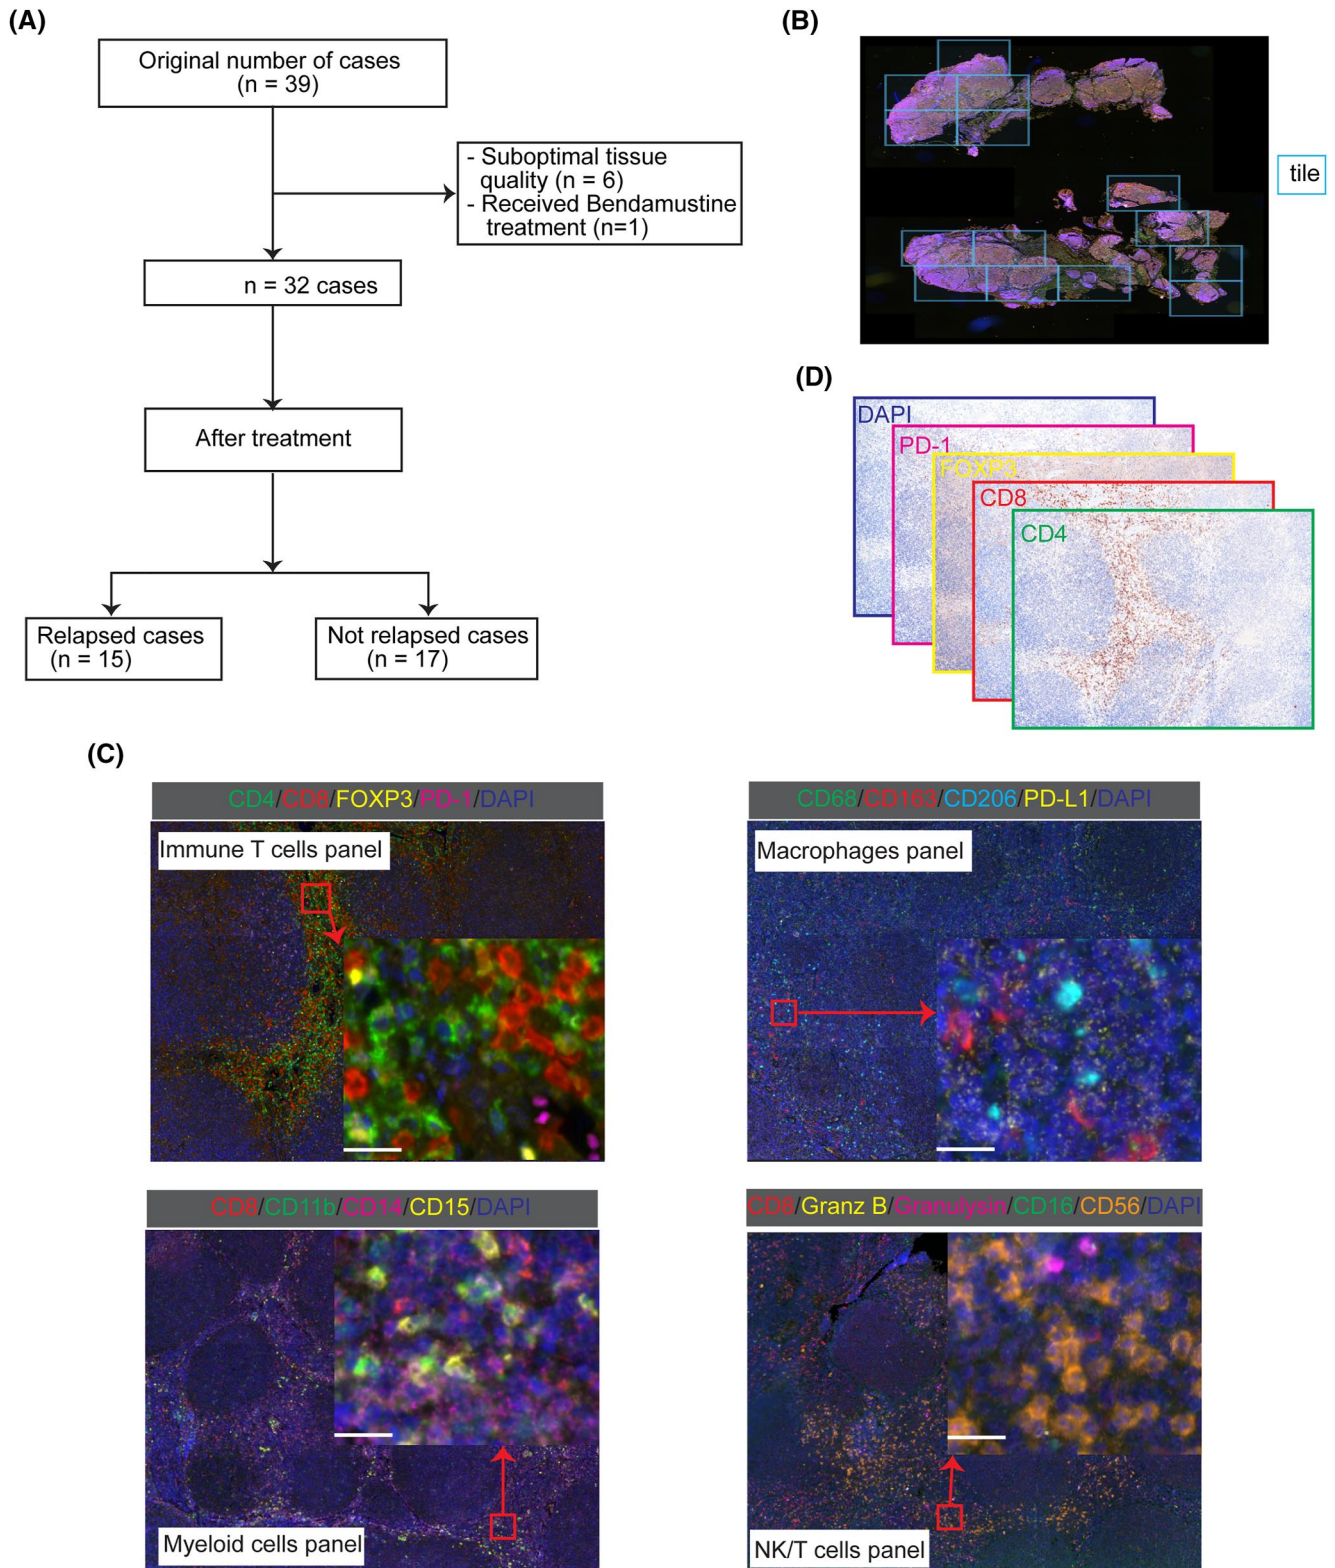 (A)
Original number of cases
(n = 39)
- Suboptimal tissue
quality (n = 6)
- Received Bendamustine
treatment (n=1)
n = 32 cases
After treatment
Relapsed cases
(n = 15)
Not relapsed cases
(n = 17)
(B)
tile
(D)
DAPI
PD-1
FOXP3
CD8
CD4
(C)
CD4/CD8/FOXP3/PD-1/DAPI
Immune T cells panel
CD68/CD163/CD206/PD-L1/DAPI
Macrophages panel
CD8/CD11b/CD14/CD15/DAPI
Myeloid cells panel
CD8/Granz B/Granulysin/CD16/CD56/DAPI
NK/T cells panel